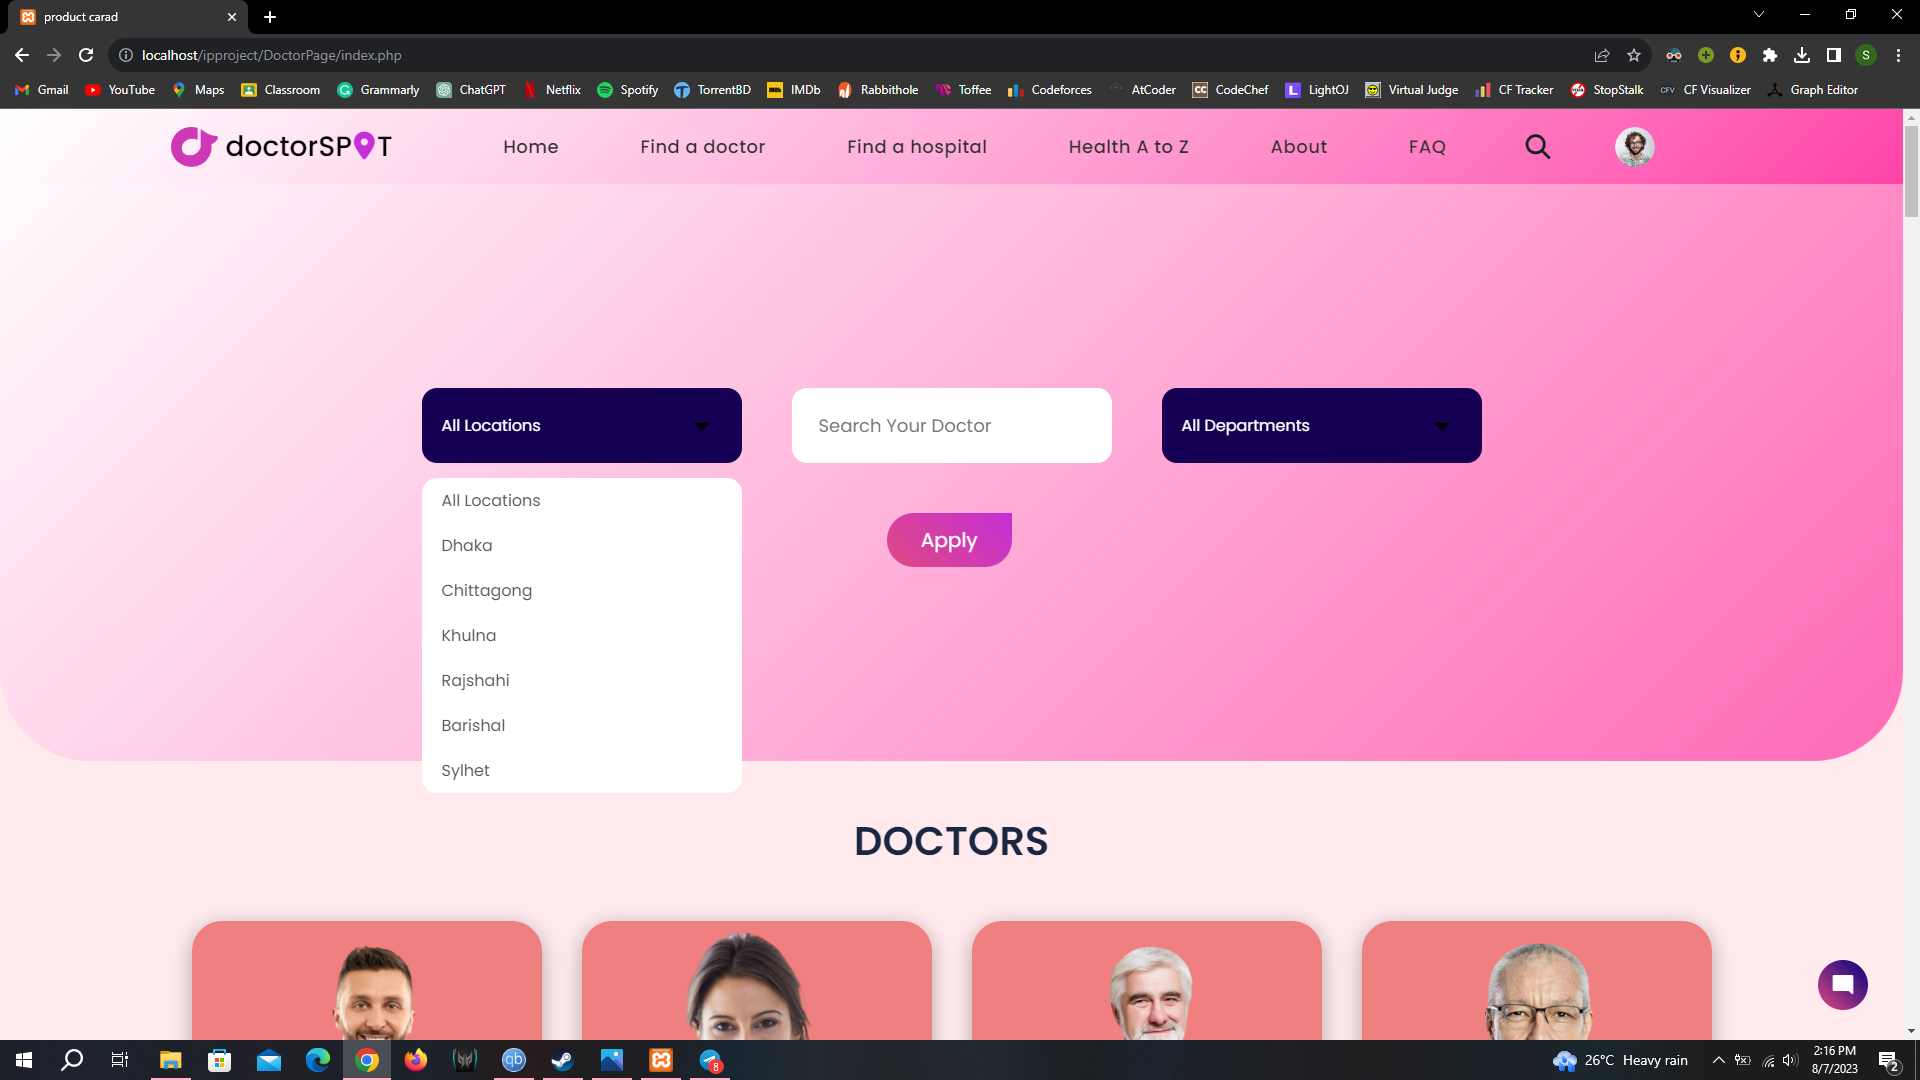 product carad
localhost/ipproject/DoctorPage/index.php
S
Gmail YouTube Maps Classroom Grammarly ChatGPT Netflix Spotify TorrentBD IMDb Rabbithole Toffee Codeforces AtCoder CodeChef LightOJ Virtual Judge CF Tracker StopStalk CF Visualizer Graph Editor
doctorSPOT Home Find a doctor Find a hospital Health A to Z About FAQ
All Locations Search Your Doctor All Departments
All Locations
Apply
Dhaka
Chittagong
Khulna
Rajshahi
Barishal
Sylhet
DOCTORS
qb
8
26°C Heavy rain
2:16 PM
8/7/2023
2